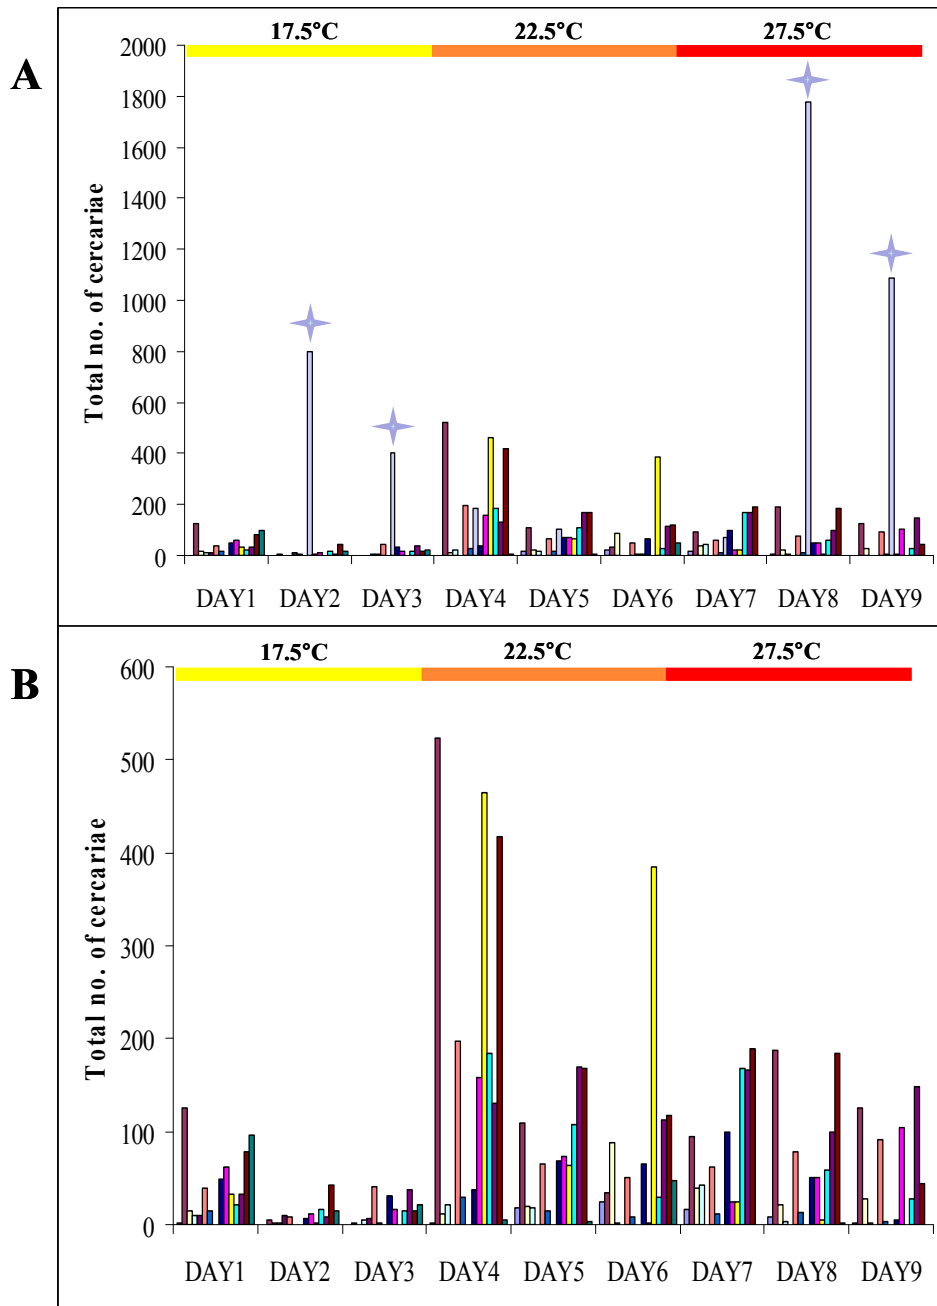 A
17.5°C 22.5°C 27.5°C
Total no. of cercariae
2000
1800
1600
1400
1200
1000
800
600
400
200
0
DAY1 DAY2 DAY3 DAY4 DAY5 DAY6 DAY7 DAY8 DAY9
B
17.5°C 22.5°C 27.5°C
Total no. of cercariae
600
500
400
300
200
100
0
DAY1 DAY2 DAY3 DAY4 DAY5 DAY6 DAY7 DAY8 DAY9